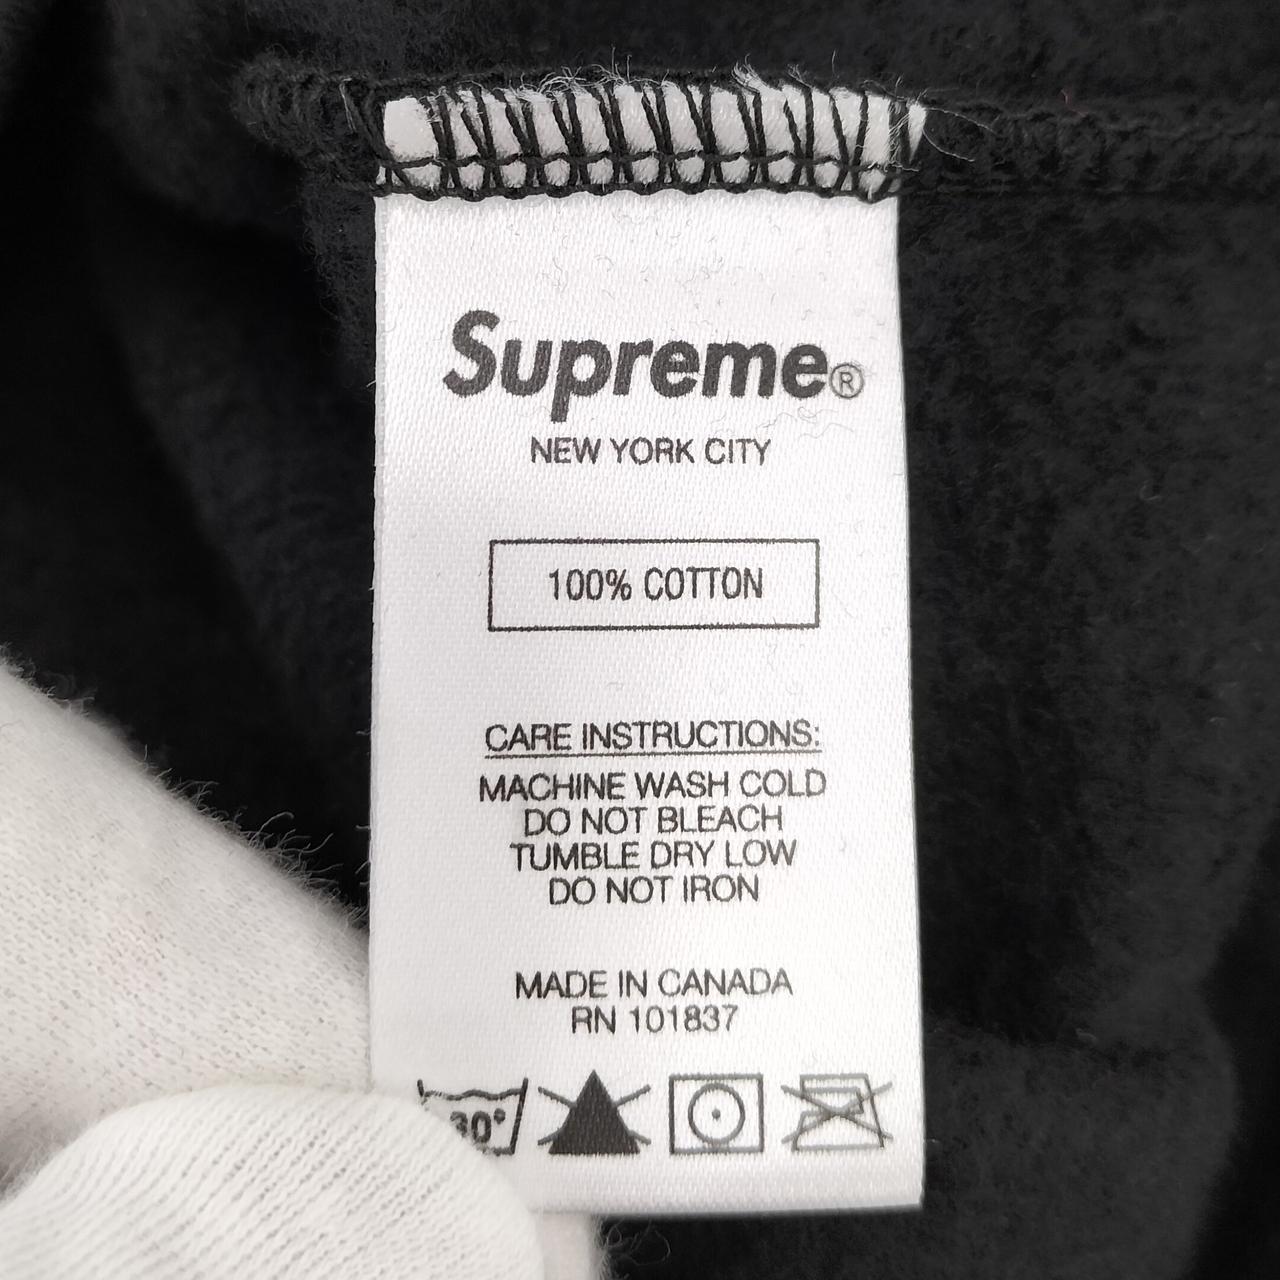 Supreme®
NEW YORK CITY
100% COTTON
CARE INSTRUCTIONS:
MACHINE WASH COLD
DO NOT BLEACH
TUMBLE DRY LOW
DO NOT IRON
MADE IN CANADA
RN 101837
30°